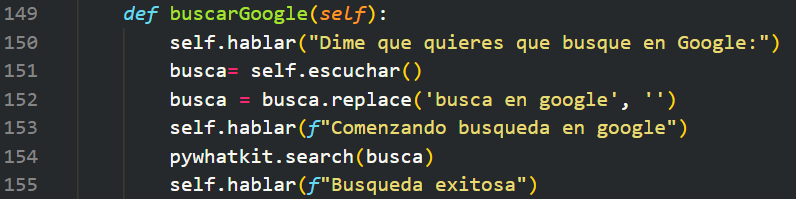 149 def buscarGoogle(self):
150 self.hablar("Dime que quieres que busque en Google:")
151 busca= self.escuchar()
152 busca = busca.replace('busca en google', '')
153 self.hablar(f"Comenzando busqueda en google")
154 pywhatkit.search(busca)
155 self.hablar(f"Busqueda exitosa")